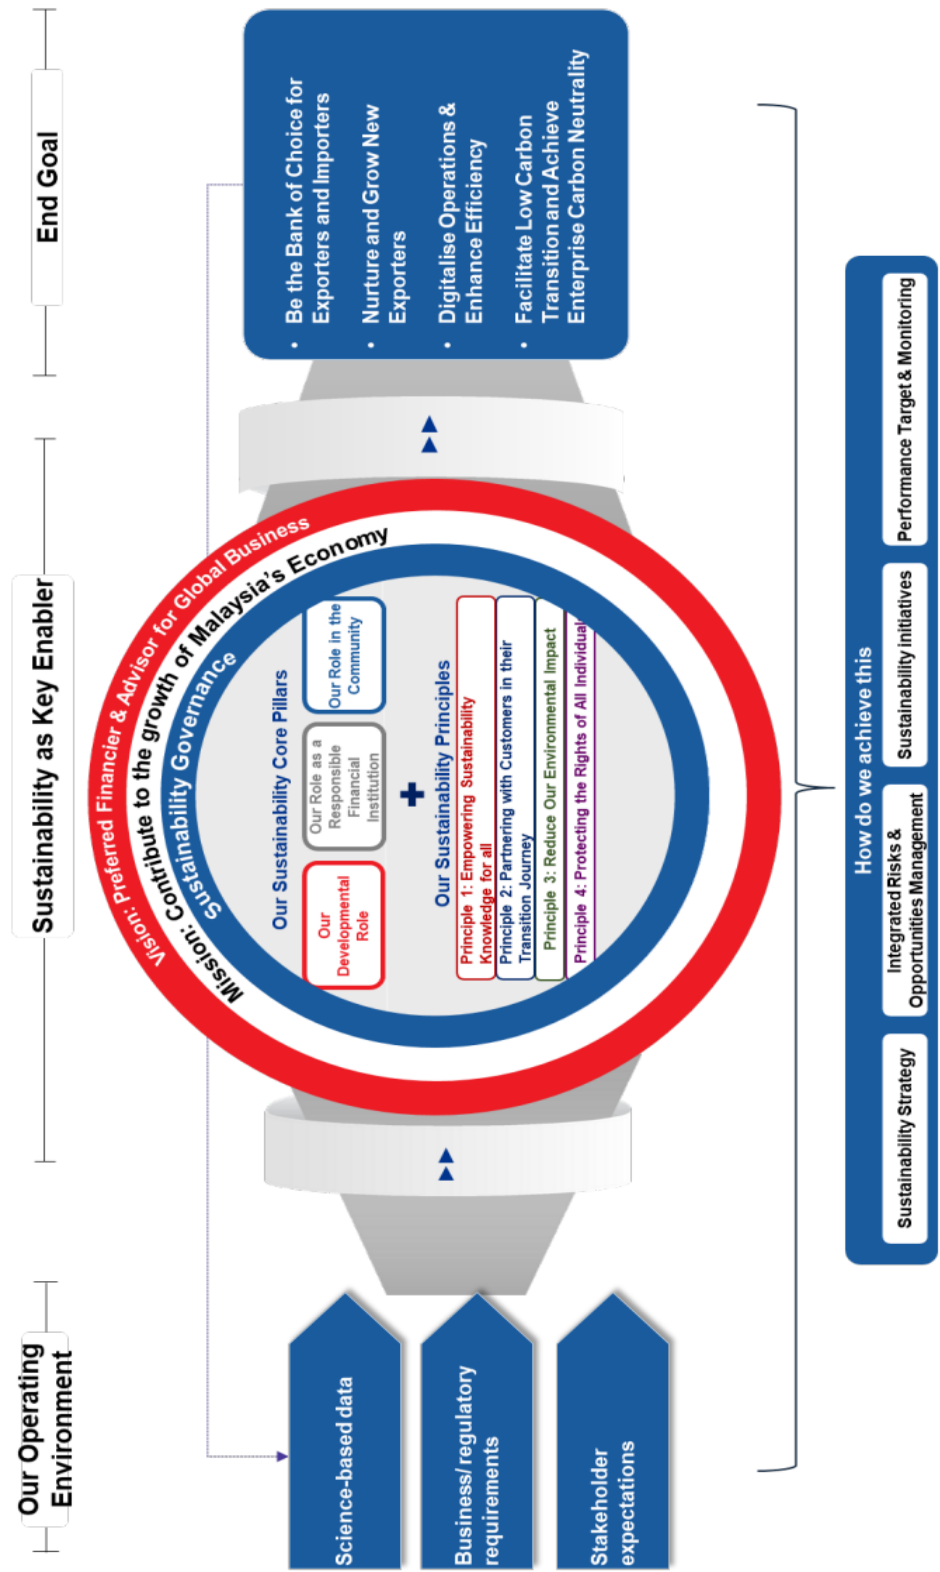 Our Operating
Environment
Sustainability as Key Enabler
End Goal
Science-based data
Business/ regulatory
requirements
Stakeholder
expectations
Vision: Preferred Financier & Advisor for Global Business
Mission: Contribute to the growth of Malaysia's Economy
Sustainability Governance
Our Sustainability Core Pillars
Our
Developmental
Role
Our Role as a
Responsible
Financial
Institution
Our Role in the
Community
Our Sustainability Principles
Principle 1: Empowering Sustainability
Knowledge for all
Principle 2: Partnering with Customers in their
Transition Journey
Principle 3: Reduce Our Environmental Impact
Principle 4: Protecting the Rights of All Individual
• Be the Bank of Choice for
Exporters and Importers
• Nurture and Grow New
Exporters
• Digitalise Operations &
Enhance Efficiency
• Facilitate Low Carbon
Transition and Achieve
Enterprise Carbon Neutrality
How do we achieve this
Sustainability Strategy
Integrated Risks &
Opportunities Management
Sustainability initiatives
Performance Target & Monitoring